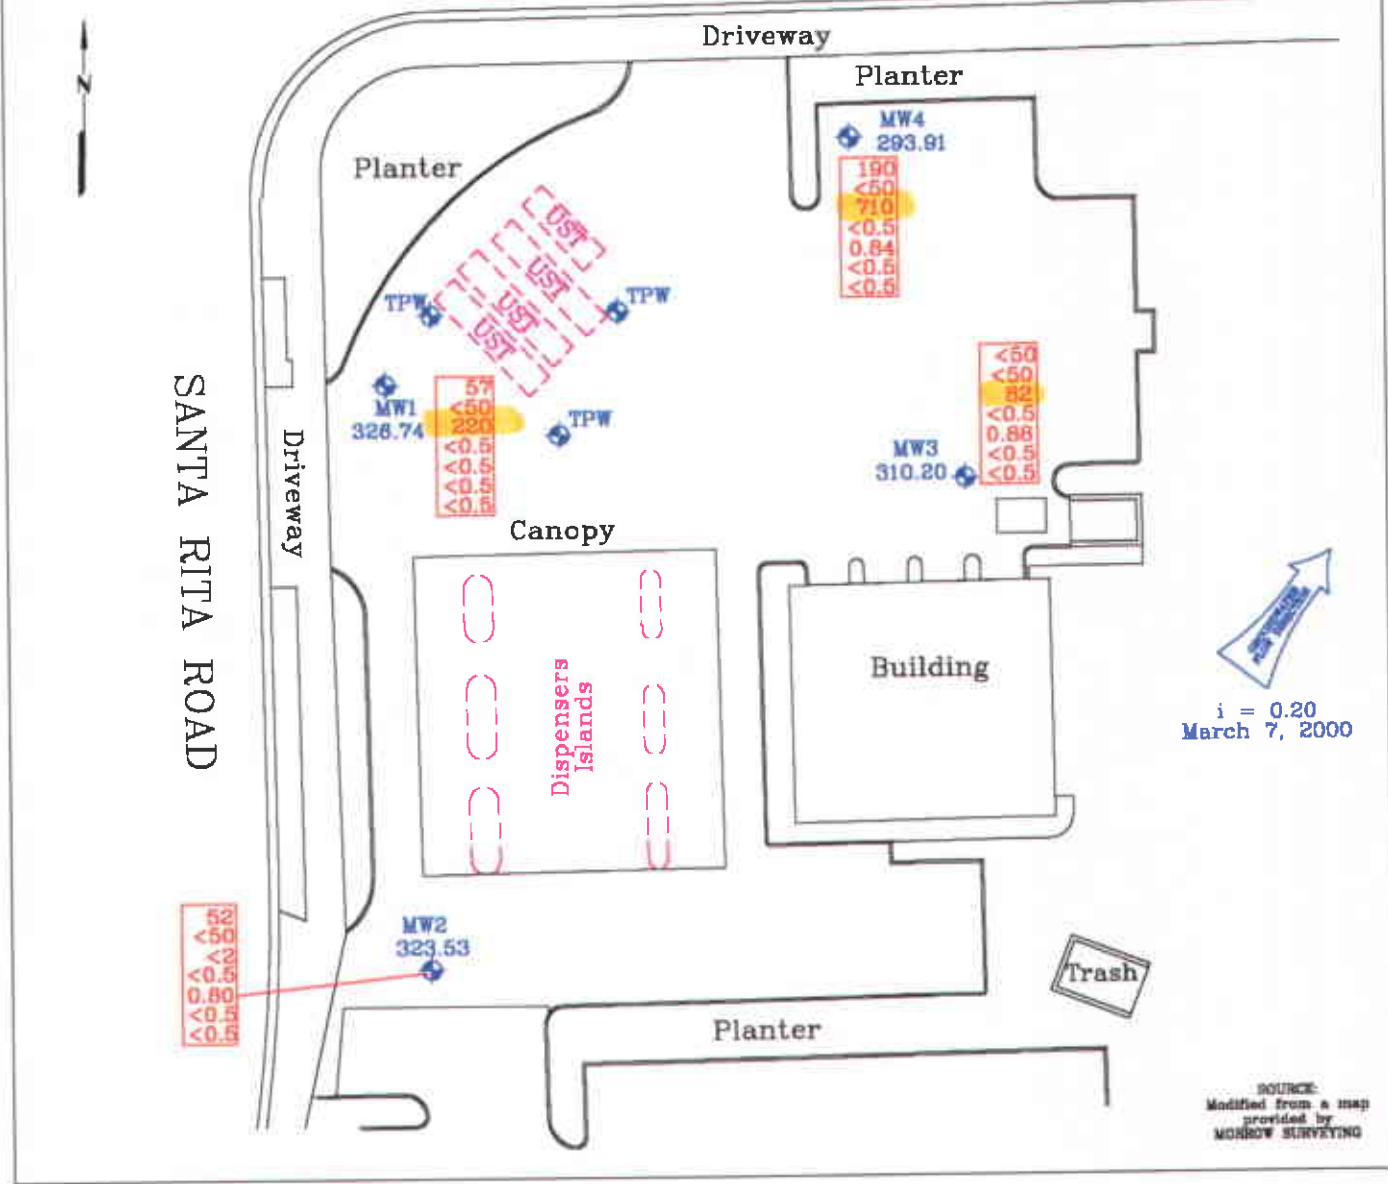 Driveway
Planter
N
MW4
293.91
Planter
190
<50
710
<0.5
0.84
<0.5
<0.5
UST
UST
UST
UST
TPW
TPW
<50
<50
82
<0.5
0.86
<0.5
<0.5
MW1
326.74
57
<50
220
<0.5
<0.5
<0.5
<0.5
TPW
MW3
310.20
SANTA RITA ROAD
Driveway
Canopy
Dispensers
Islands
Building
GROUNDWATER
FLOW DIRECTION
i = 0.20
March 7, 2000
52
<50
<2
<0.5
0.80
<0.5
<0.5
MW2
323.53
Trash
Planter
SOURCE:
Modified from a map
provided by
MORROW SURVEYING